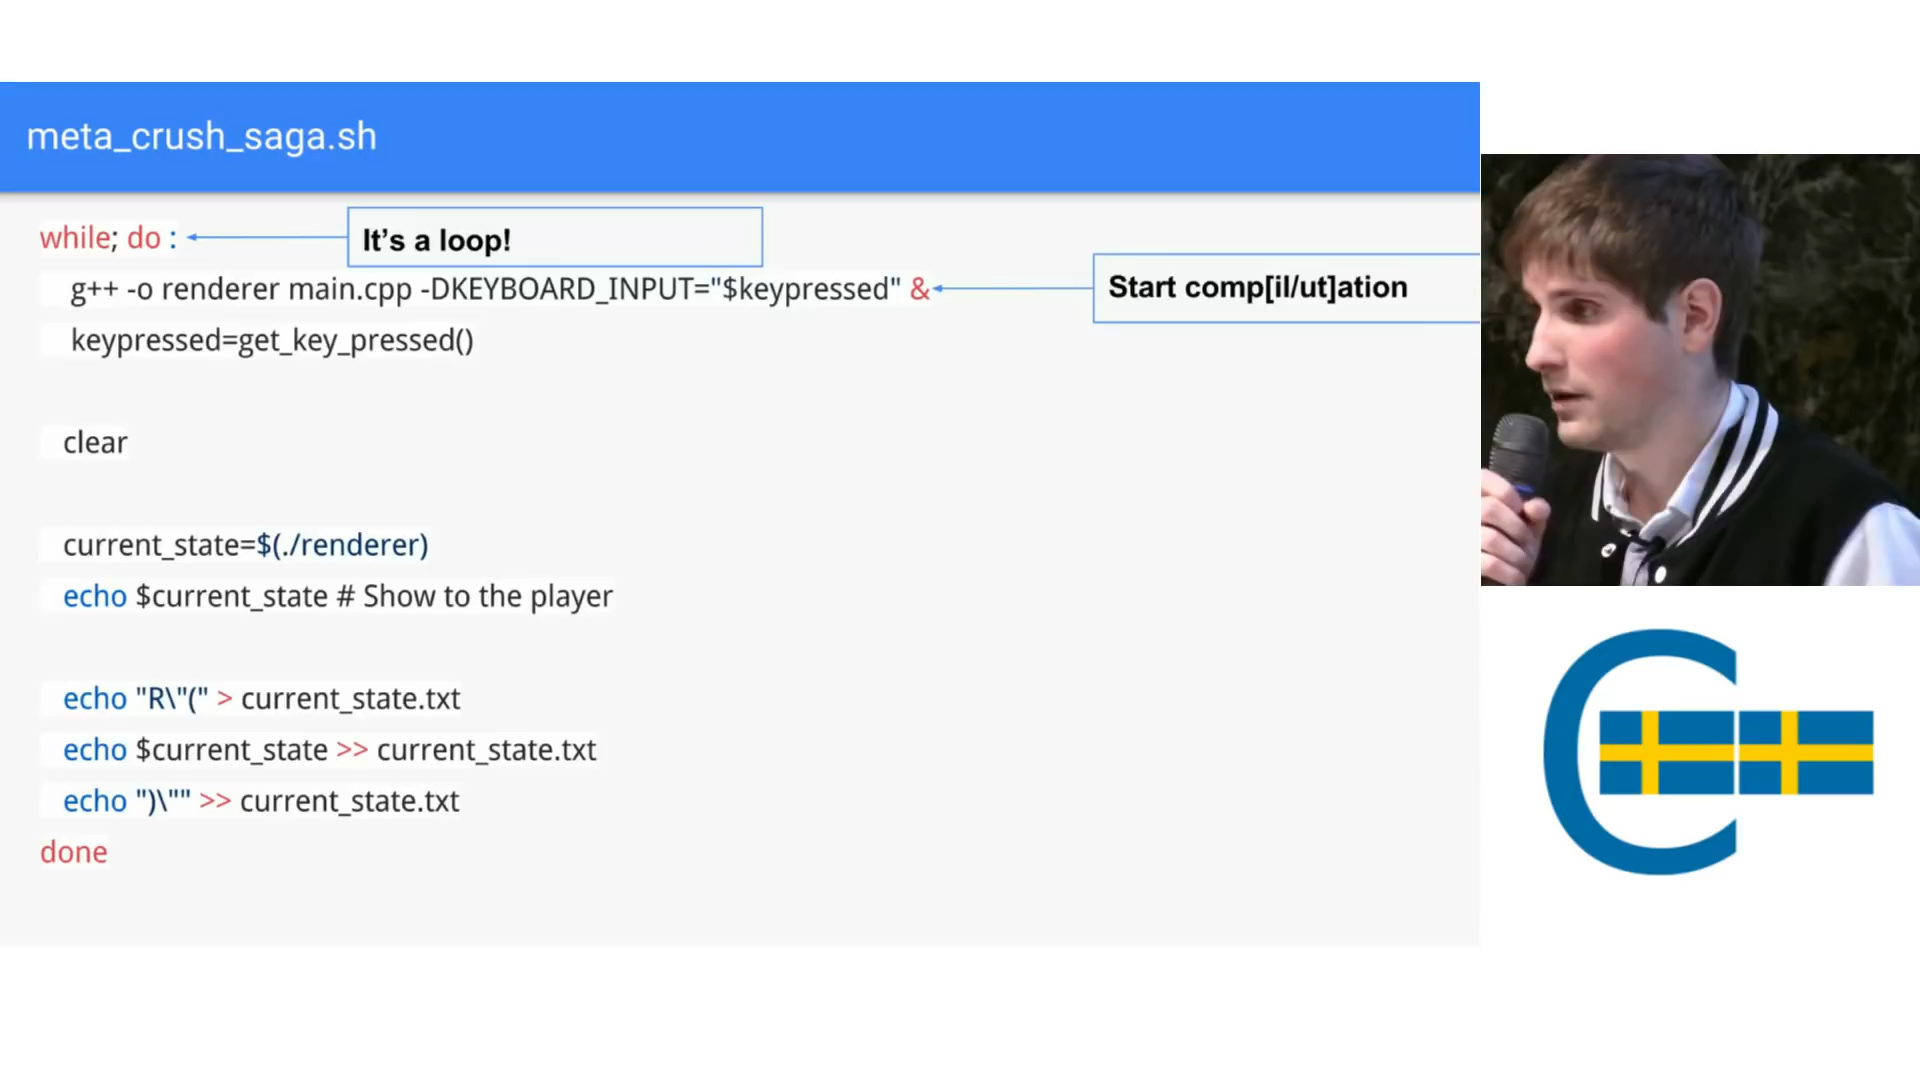 meta_crush_saga.sh
while; do :
It's a loop!
g++ -o renderer main.cpp -DKEYBOARD_INPUT="$keypressed" &
Start comp[il/ut]ation
keypressed=get_key_pressed()
clear
current_state=$(./renderer)
echo $current_state # Show to the player
echo "R\"(" > current_state.txt
echo $current_state >> current_state.txt
echo ")\"" >> current_state.txt
done
C